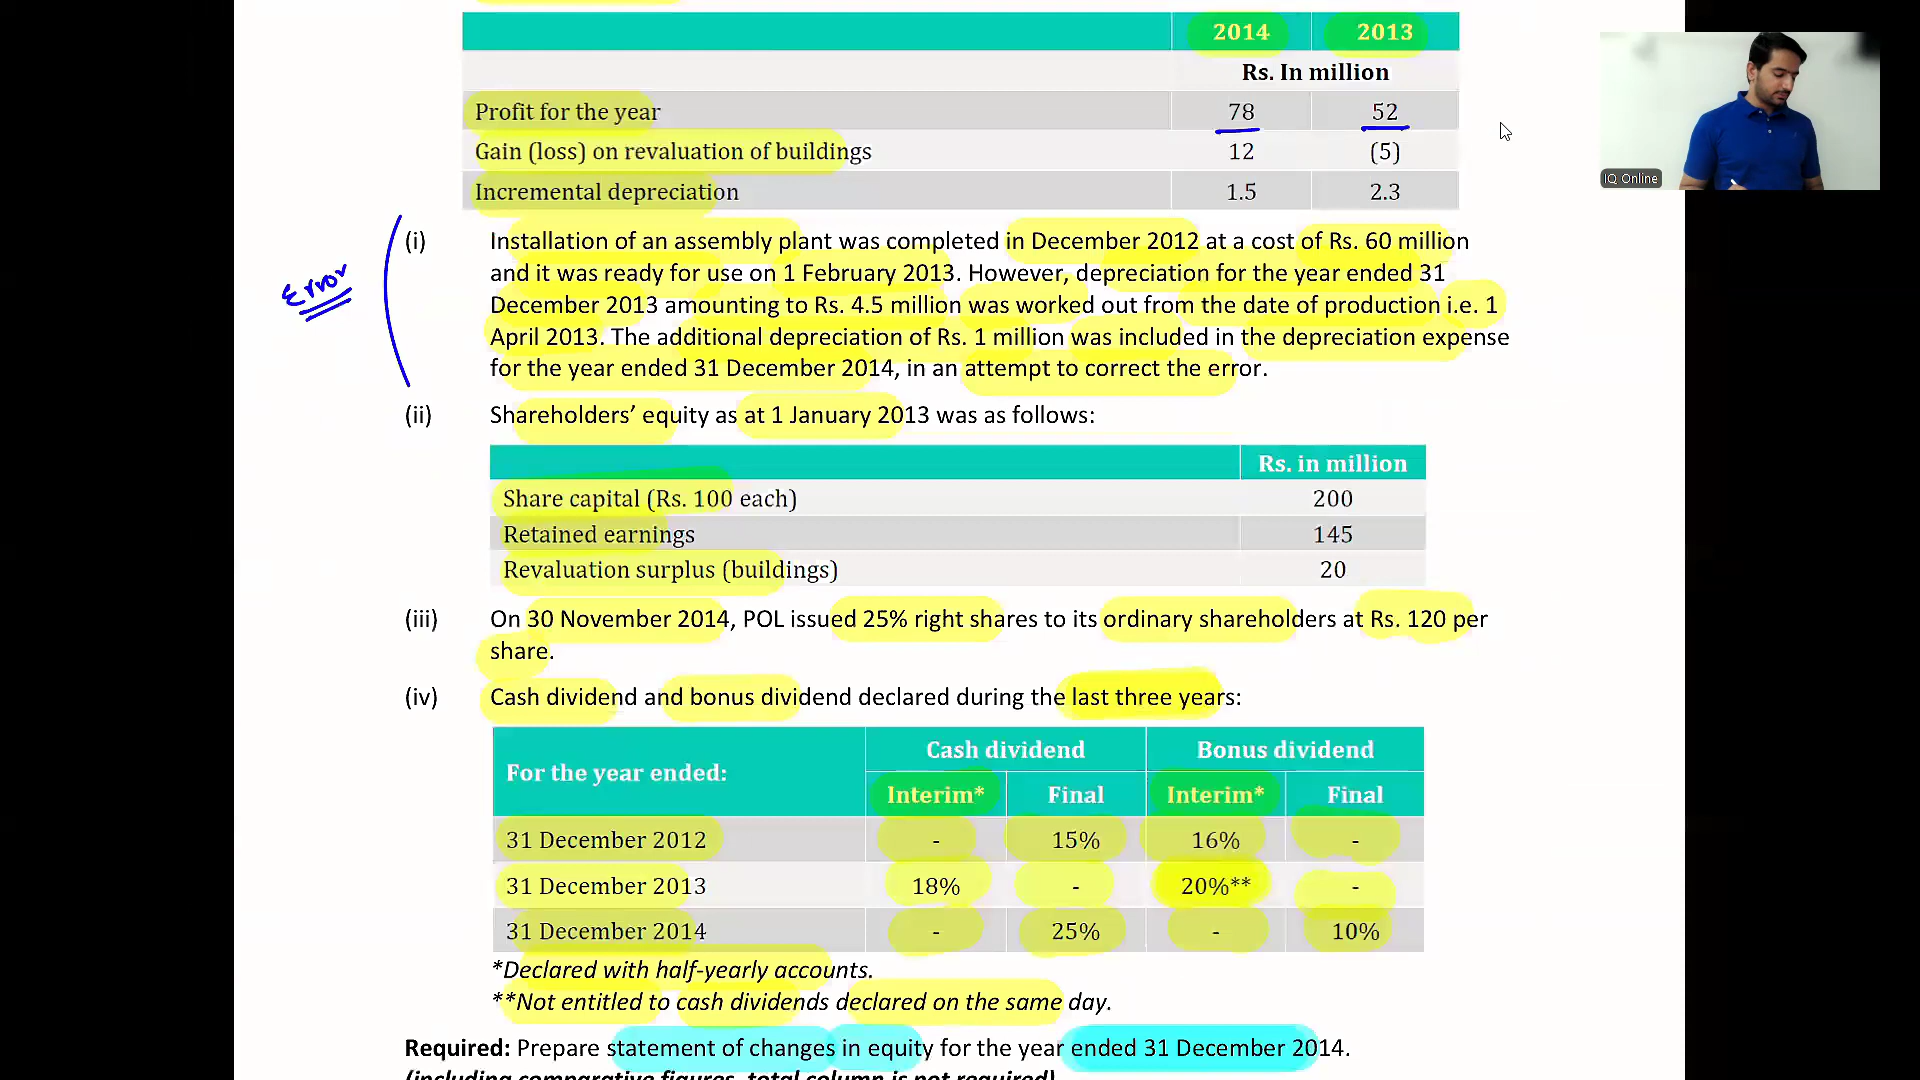 2014 2013
Rs. In million
Profit for the year 78 52
Gain (loss) on revaluation of buildings 12 (5)
Incremental depreciation 1.5 2.3
IQ Online
Error
(i) Installation of an assembly plant was completed in December 2012 at a cost of Rs. 60 million
and it was ready for use on 1 February 2013. However, depreciation for the year ended 31
December 2013 amounting to Rs. 4.5 million was worked out from the date of production i.e. 1
April 2013. The additional depreciation of Rs. 1 million was included in the depreciation expense
for the year ended 31 December 2014, in an attempt to correct the error.
(ii) Shareholders’ equity as at 1 January 2013 was as follows:
Rs. in million
Share capital (Rs. 100 each) 200
Retained earnings 145
Revaluation surplus (buildings) 20
(iii) On 30 November 2014, POL issued 25% right shares to its ordinary shareholders at Rs. 120 per
share.
(iv) Cash dividend and bonus dividend declared during the last three years:
For the year ended: Cash dividend Bonus dividend
Interim* Final Interim* Final
31 December 2012 - 15% 16% -
31 December 2013 18% - 20%** -
31 December 2014 - 25% - 10%
*Declared with half-yearly accounts.
**Not entitled to cash dividends declared on the same day.
Required: Prepare statement of changes in equity for the year ended 31 December 2014.
(including comparative figures, total column is not required)